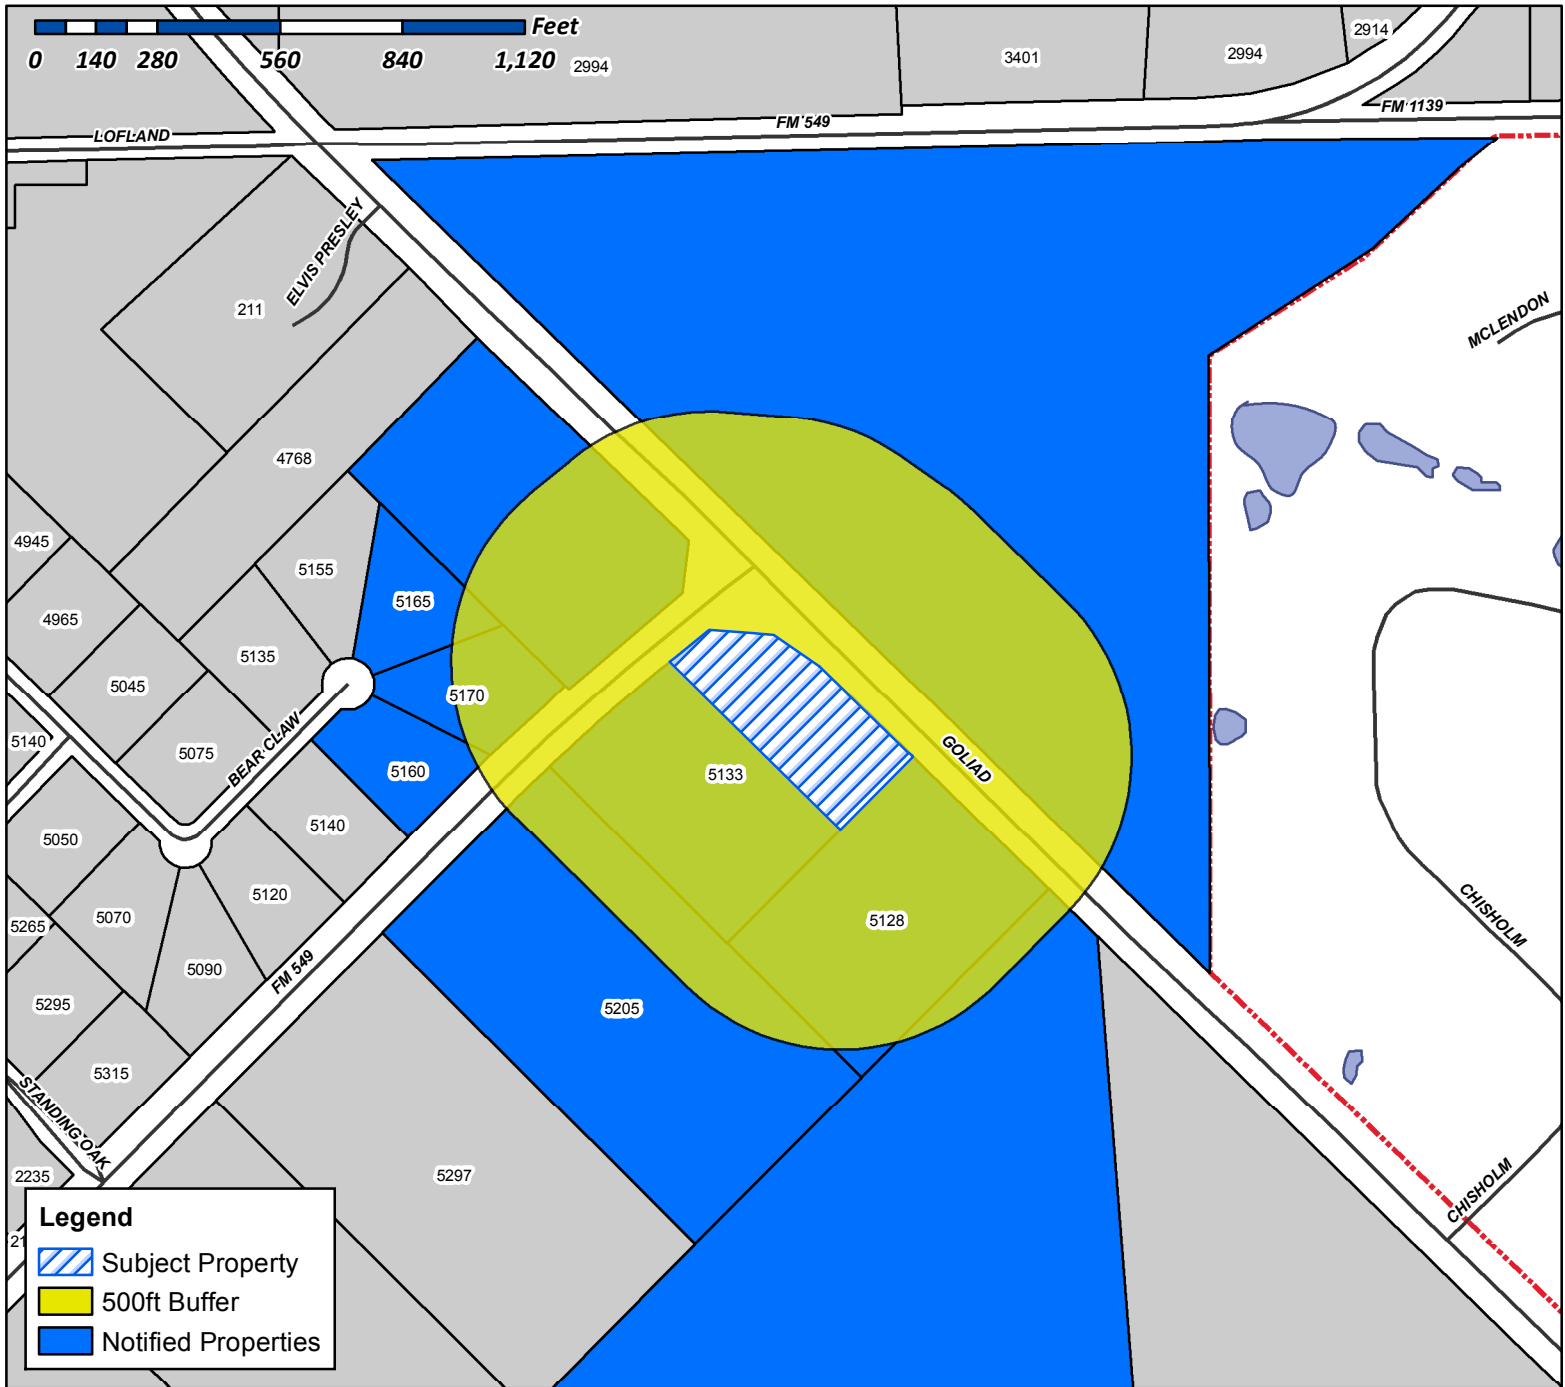 Feet
0 140 280 560 840 1,120
2994
3401
2994
2914
LOFLAND
FM 549
FM 1139
ELVIS PRESLEY
211
MCLENDON
4768
4945
5155
5165
4965
5135
5045
5170
5140
5075
BEAR CLAW
5160
5133
GOLIAD
5050
5140
5120
5070
5265
5128
CHISHOLM
5090
FM 549
5295
5205
5315
STANDING OAK
2235
5297
CHISHOLM
Legend
Subject Property
500ft Buffer
Notified Properties